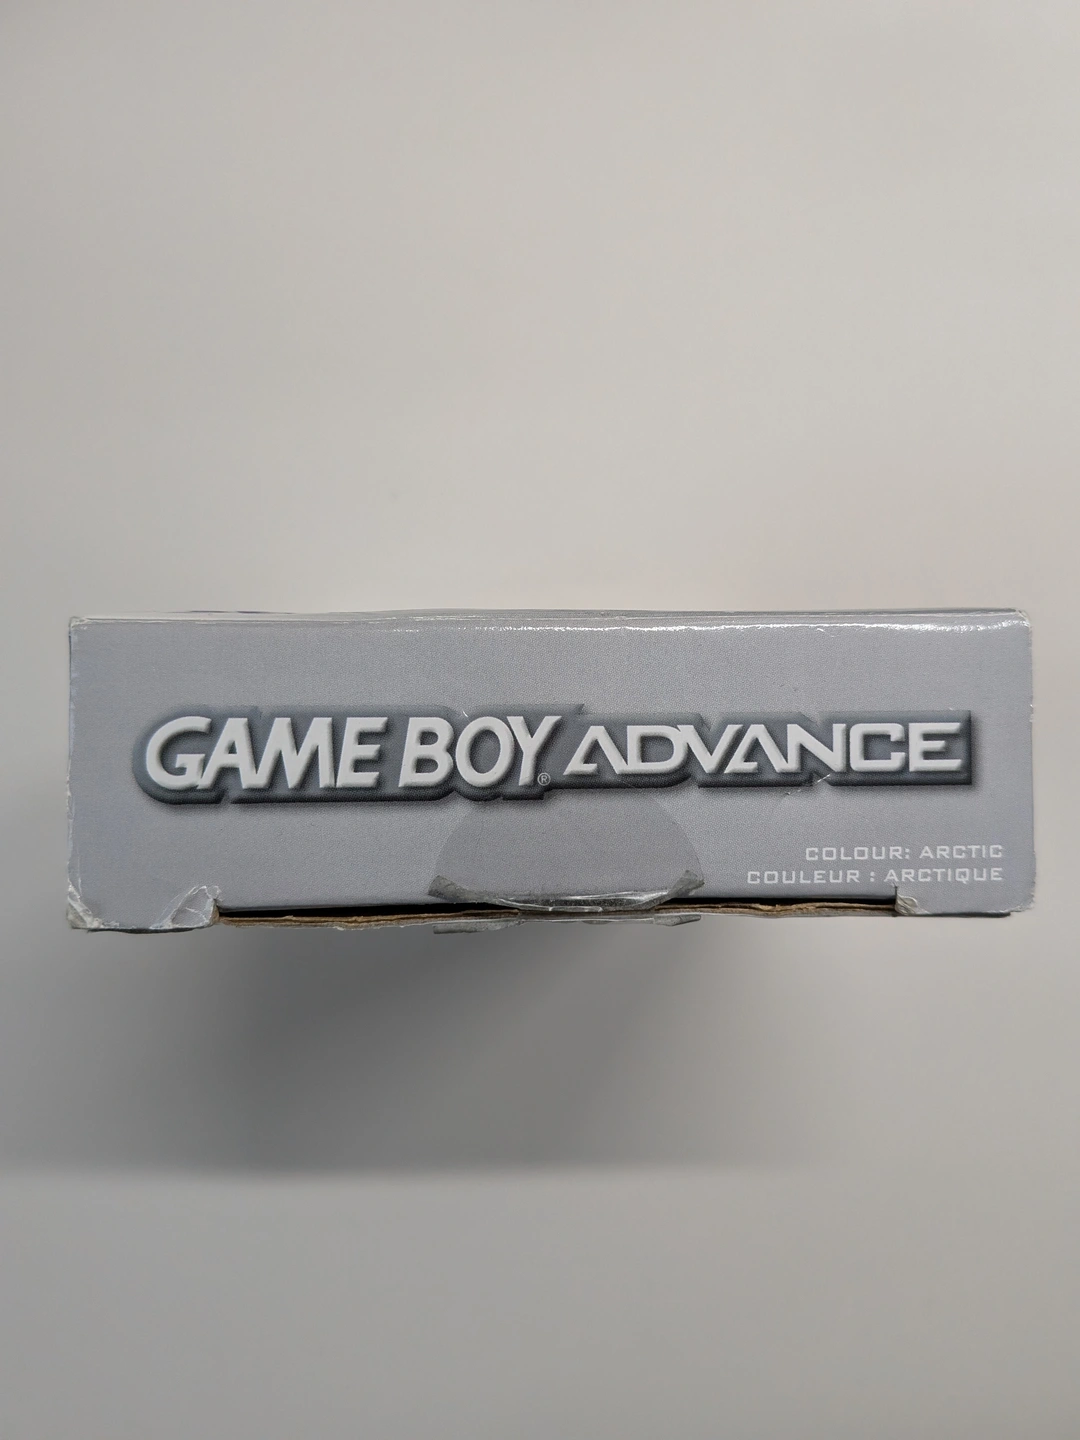 GAME BOY® ADVANCE
COLOUR: ARCTIC
COULEUR : ARCTIQUE